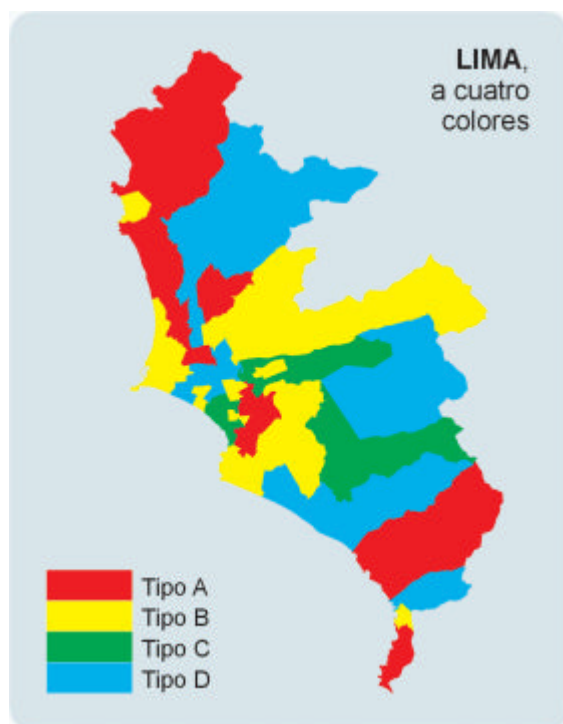 LIMA,
a cuatro
colores
Tipo A
Tipo B
Tipo C
Tipo D